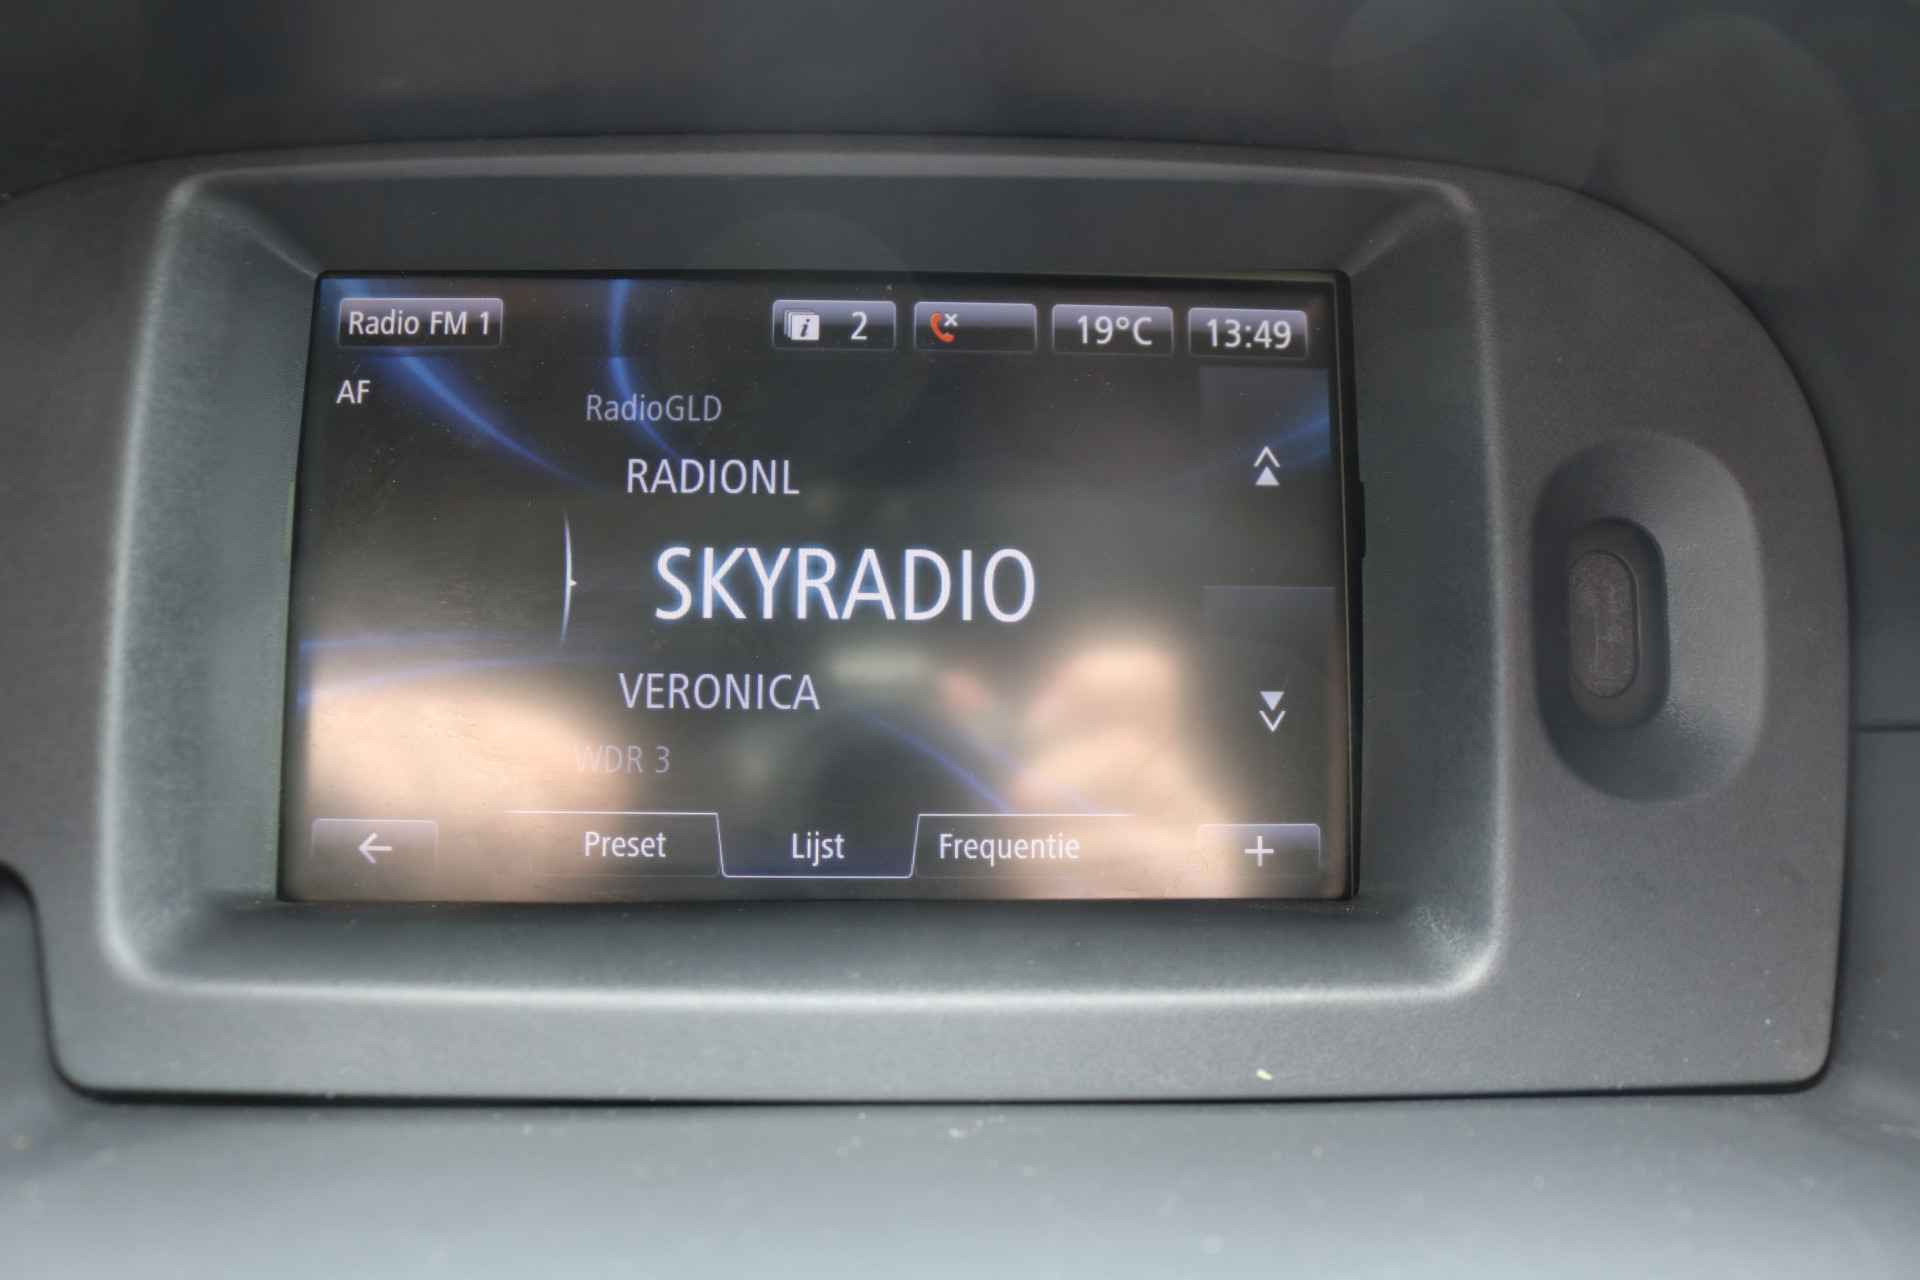 Radio FM 1 i 2 19°C 13:49
AF
RadioGLD
RADIONL
SKYRADIO
VERONICA
WDR 3
Preset Lijst Frequentie